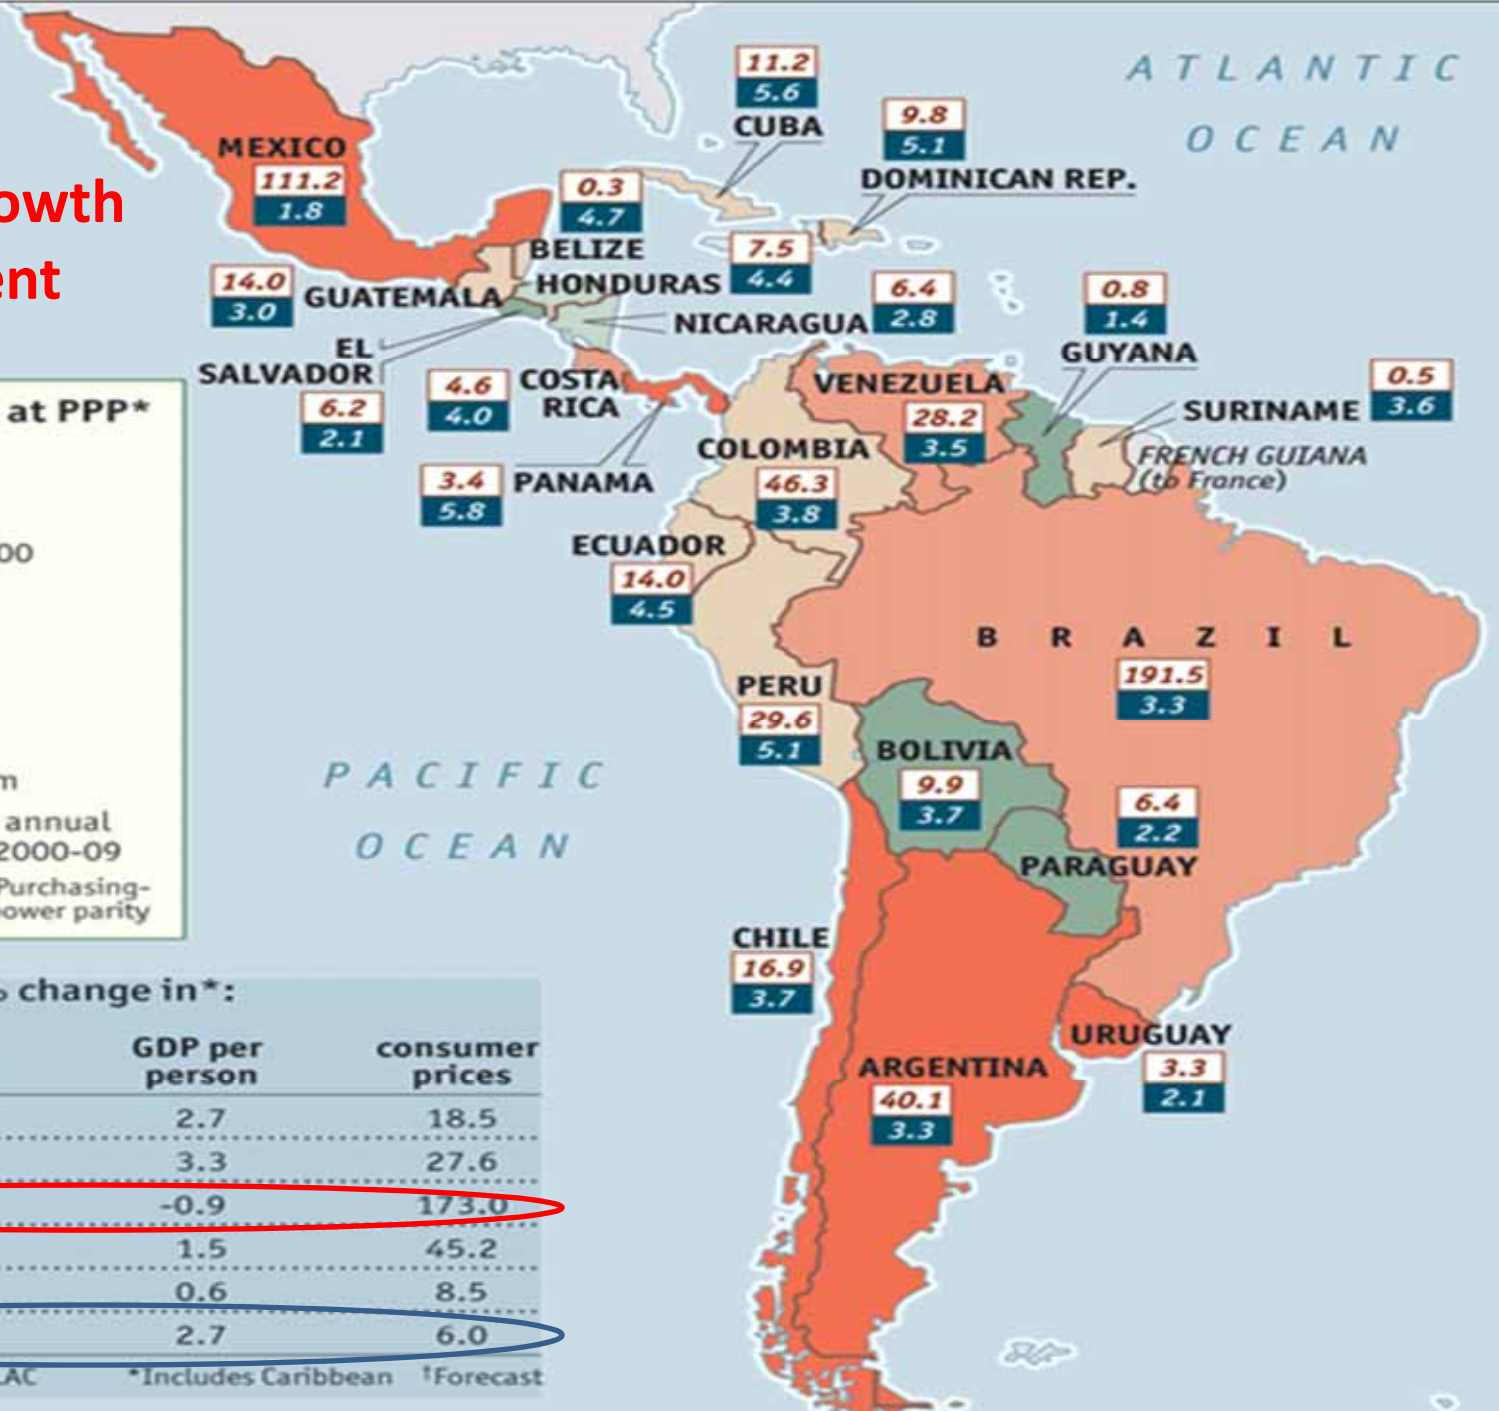 ATLANTIC
OCEAN
11.2
5.6
CUBA
9.8
5.1
DOMINICAN REP.
MEXICO
111.2
1.8
owth
ent
0.3
4.7
BELIZE
7.5
4.4
HONDURAS
14.0
3.0
GUATEMALA
6.4
2.8
NICARAGUA
0.8
1.4
GUYANA
EL
SALVADOR
6.2
2.1
4.6
4.0
COSTA
RICA
VENEZUELA
28.2
3.5
0.5
3.6
SURINAME
FRENCH GUIANA
(to France)
3.4
5.8
PANAMA
COLOMBIA
46.3
3.8
ECUADOR
14.0
4.5
BRAZIL
191.5
3.3
PERU
29.6
5.1
BOLIVIA
9.9
3.7
6.4
2.2
PARAGUAY
PACIFIC
OCEAN
CHILE
16.9
3.7
URUGUAY
3.3
2.1
ARGENTINA
40.1
3.3
at PPP*
00
m
annual
2000-09
Purchasing-
ower parity
% change in*:
GDP per consumer
person prices
2.7 18.5
3.3 27.6
-0.9 173.0
1.5 45.2
0.6 8.5
2.7 6.0
LAC *Includes Caribbean †Forecast